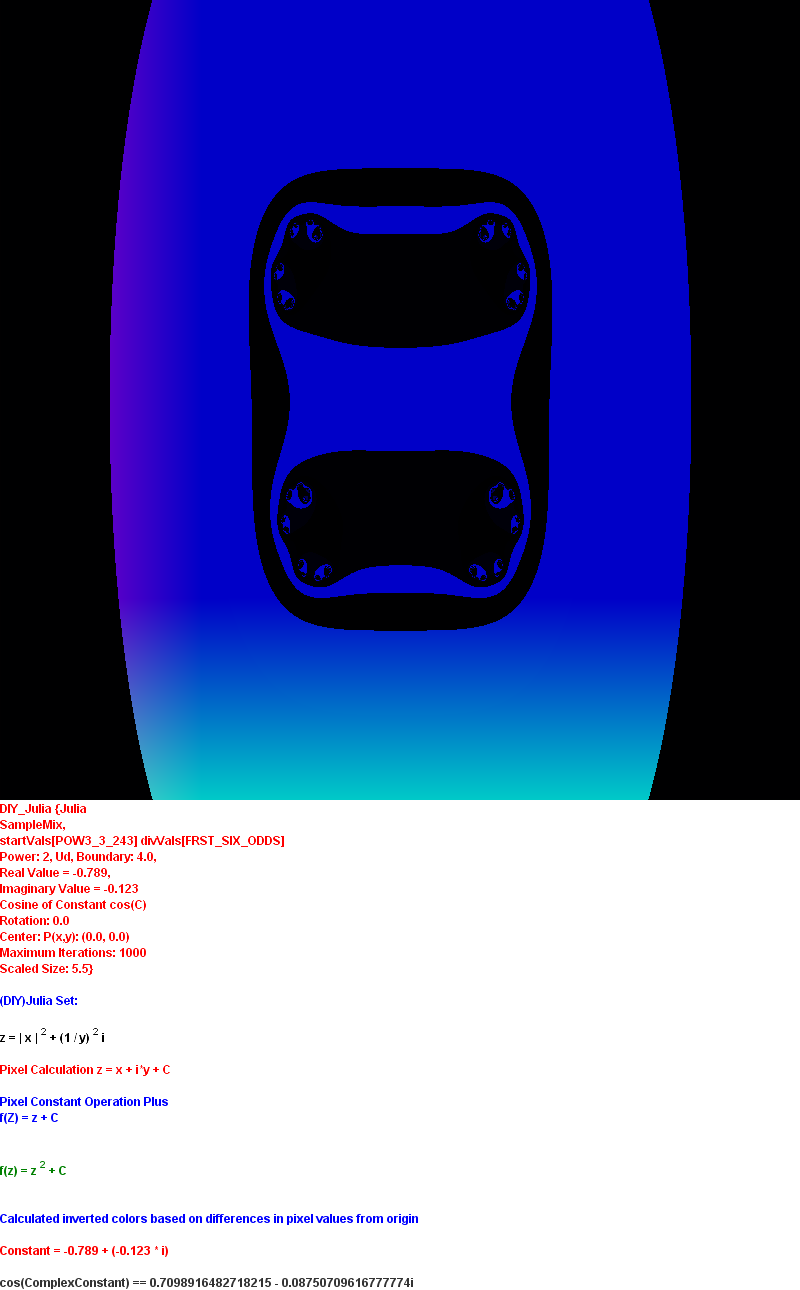 DIY_Julia {Julia
SampleMix,
startVals[POW3_3_243] divVals[FRST_SIX_ODDS]
Power: 2, Ud, Boundary: 4.0,
Real Value = -0.789,
Imaginary Value = -0.123
Cosine of Constant cos(C)
Rotation: 0.0
Center: P(x,y): (0.0, 0.0)
Maximum Iterations: 1000
Scaled Size: 5.5}
(DIY)Julia Set:
z = | x | 2 + (1 / y) 2 i
Pixel Calculation z = x + i*y + C
Pixel Constant Operation Plus
f(Z) = z + C
f(z) = z 2 + C
Calculated inverted colors based on differences in pixel values from origin
Constant = -0.789 + (-0.123 * i)
cos(ComplexConstant) == 0.7098916482718215 - 0.08750709616777774i